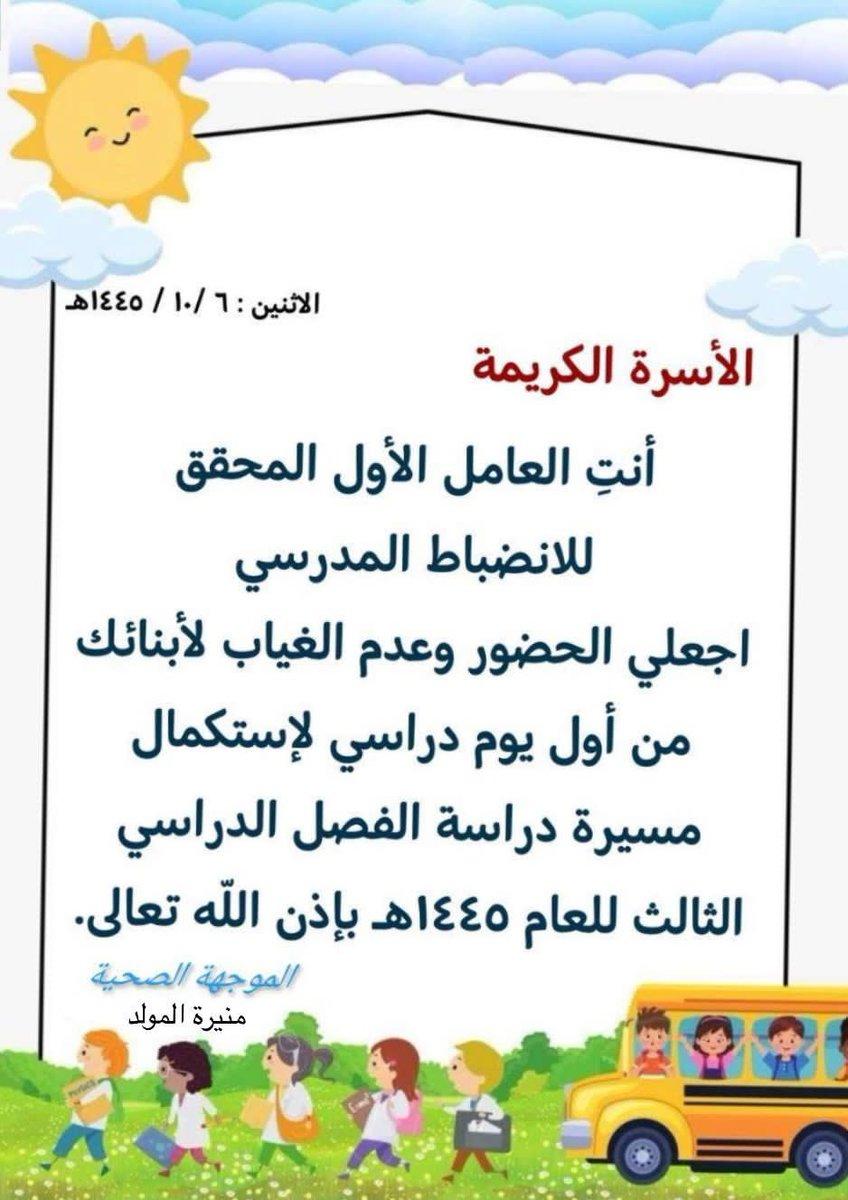 الاثنين : ٦ /١٠ / ١٤٤٥هـ
الأسرة الكريمة
أنتِ العامل الأول المحقق
للانضباط المدرسي
اجعلي الحضور وعدم الغياب لأبنائك
من أول يوم دراسي لإستكمال
مسيرة دراسة الفصل الدراسي
الثالث للعام ١٤٤٥هـ بإذن الله تعالى.
الموجهة الصحية
منيرة المولد